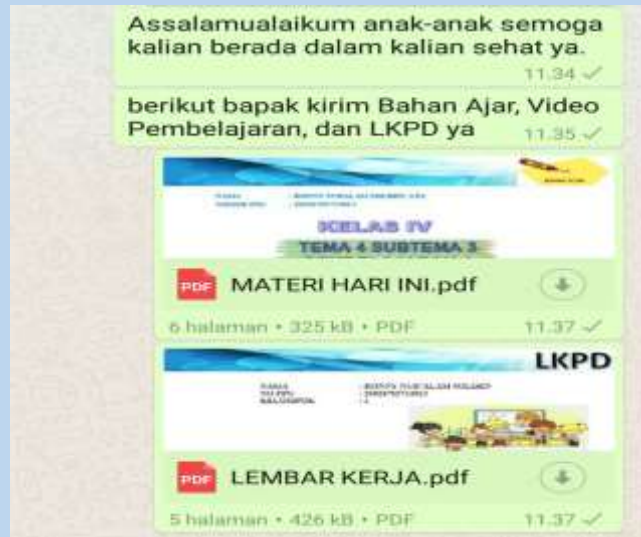 Assalamualaikum anak-anak semoga
kalian berada dalam kalian sehat ya.
11.34
berikut bapak kirim Bahan Ajar, Video
Pembelajaran, dan LKPD ya 11.35
KELAS IV
TEMA 4 SUBTEMA 3
PDF MATERI HARI INI.pdf
6 halaman • 325 kB • PDF 11.37
LKPD
PDF LEMBAR KERJA.pdf
5 halaman • 426 kB • PDF 11.37